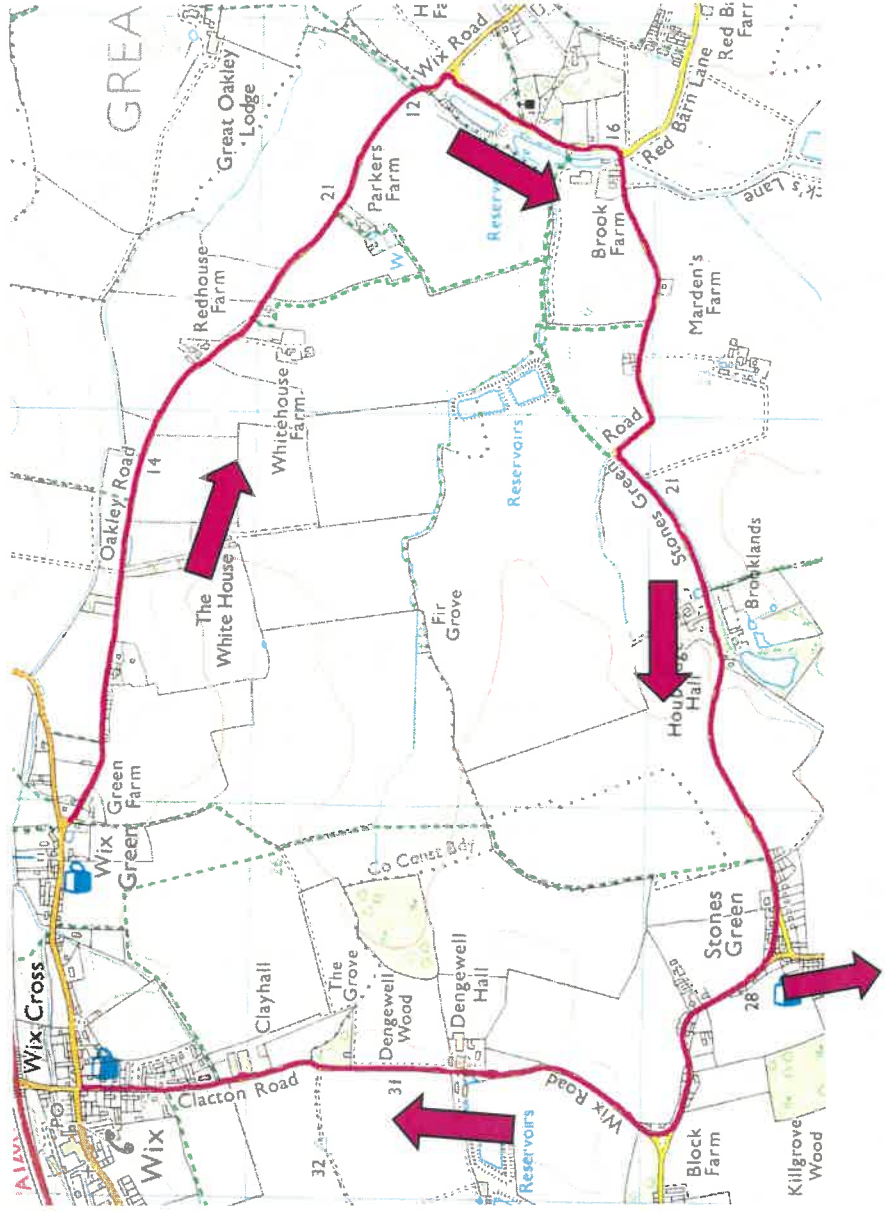 GREA
Great Oakley
Lodge
Wix Road
12
21
Parkers
Farm
W
Redhouse
Farm
Whitehouse
Farm
Oakley Road
14
The
White House
Reservoirs
Fir
Grove
Brook
Farm
16
Red Barn Lane
k's Lane
Marden's
Farm
Stones Green Road
21
Brooklands
Hall
Green
Farm
Wix
Green
Wix Cross
PO
Wix
Co Const Bdy
Clayhall
The
Grove
Dengewell
Wood
Dengewell
Hall
Clacton Road
31
32
Reservoirs
Wix Road
Stones
Green
28
Block
Farm
Killgrove
Wood